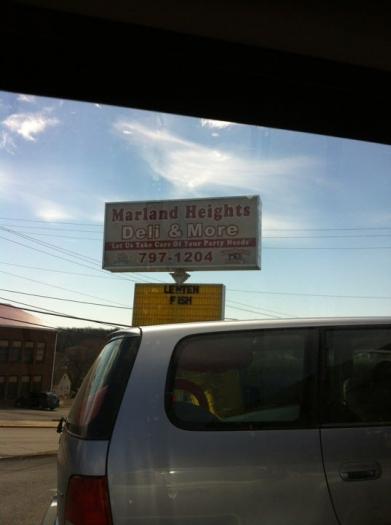 Marland Heights
Deli & More
Let Us Take Care Of Your Party Needs
797-1204
LENTEN
FISH